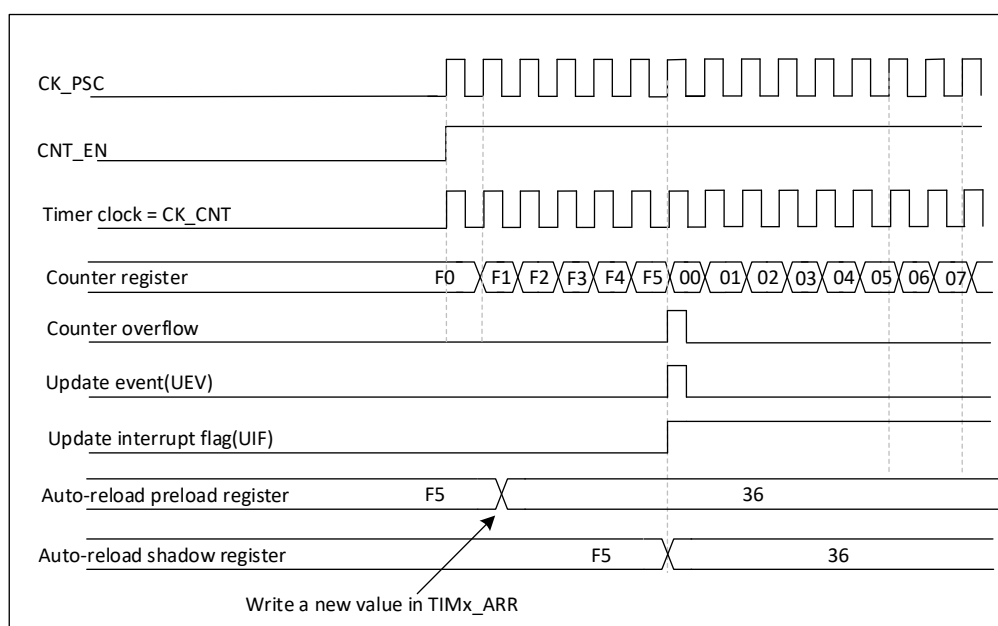 CK_PSC
CNT_EN
Timer clock = CK_CNT
Counter register F0 F1 F2 F3 F4 F5 00 01 02 03 04 05 06 07
Counter overflow
Update event(UEV)
Update interrupt flag(UIF)
Auto-reload preload register F5 36
Auto-reload shadow register F5 36
Write a new value in TIMx_ARR